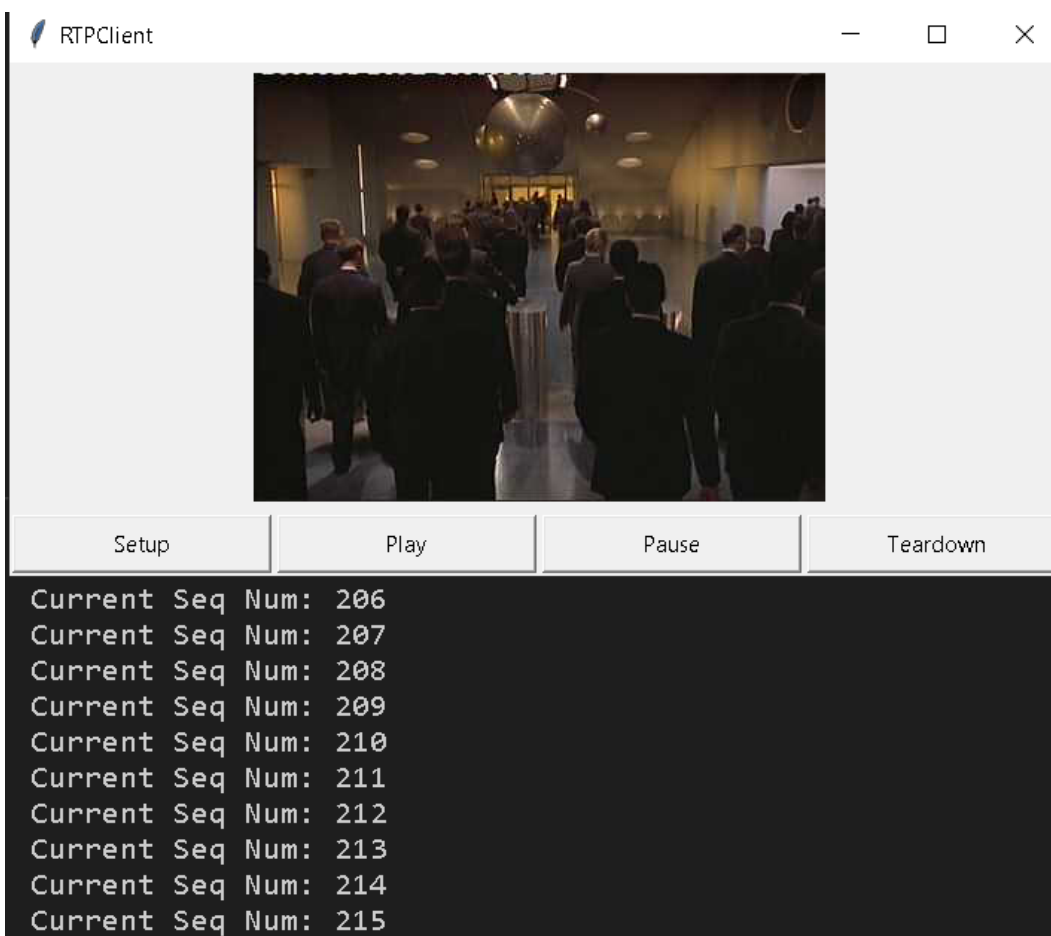 RTPClient
Setup Play Pause Teardown
Current Seq Num: 206
Current Seq Num: 207
Current Seq Num: 208
Current Seq Num: 209
Current Seq Num: 210
Current Seq Num: 211
Current Seq Num: 212
Current Seq Num: 213
Current Seq Num: 214
Current Seq Num: 215